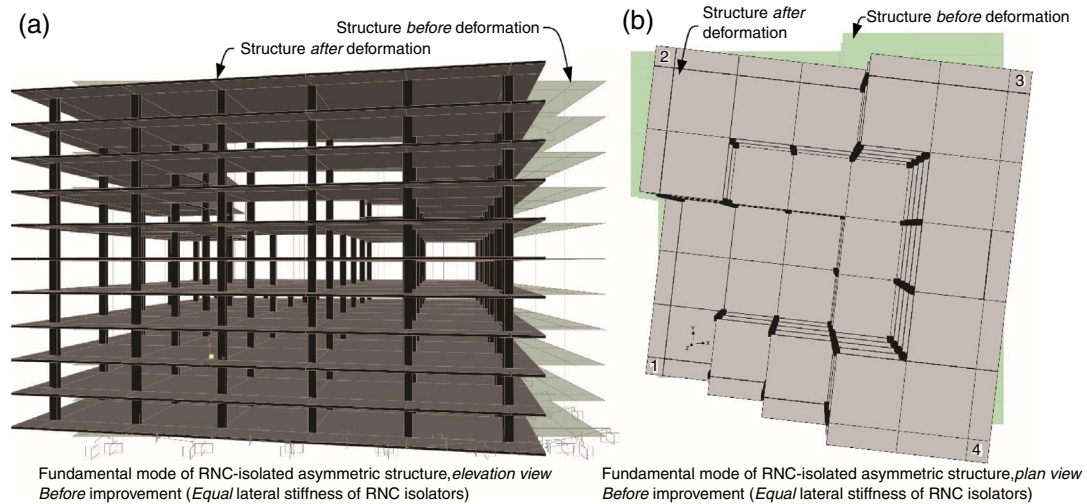 (a)
Structure before deformation
Structure after deformation
Fundamental mode of RNC-isolated asymmetric structure,elevation view
Before improvement (Equal lateral stiffness of RNC isolators)
(b)
Structure after
deformation
Structure before deformation
2
3
Y
Z
X
1
4
Fundamental mode of RNC-isolated asymmetric structure,plan view
Before improvement (Equal lateral stiffness of RNC isolators)